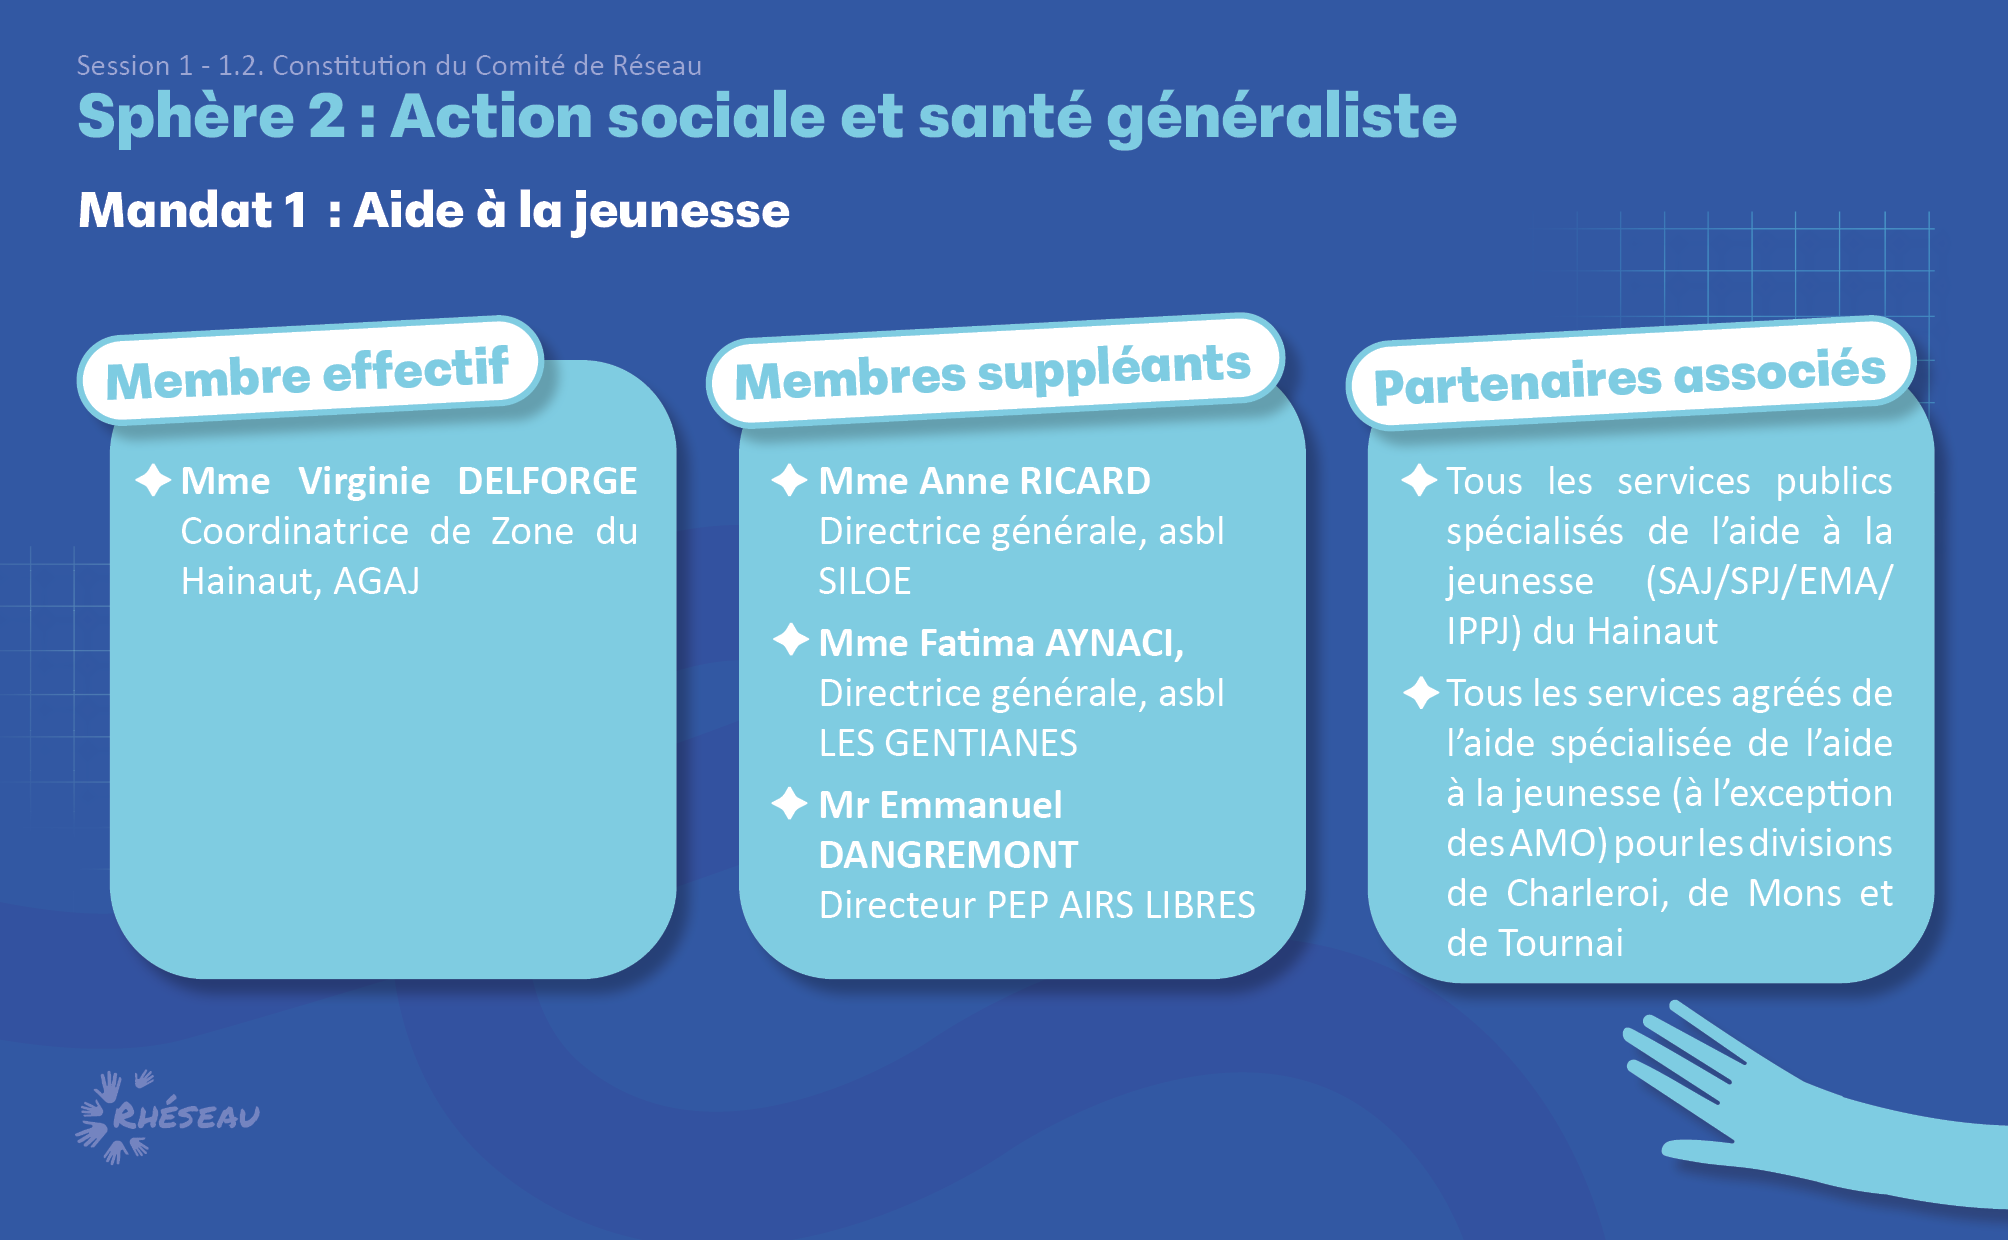 Session 1 - 1.2. Constitution du Comité de Réseau
Sphère 2 : Action sociale et santé généraliste
Mandat 1 : Aide à la jeunesse
Membre effectif
Mme Virginie DELFORGE
Coordinatrice de Zone du
Hainaut, AGAJ
Membres suppléants
Mme Anne RICARD
Directrice générale, asbl
SILOE
Mme Fatima AYNACI,
Directrice générale, asbl
LES GENTIANES
Mr Emmanuel
DANGREMONT
Directeur PEP AIRS LIBRES
Partenaires associés
Tous les services publics
spécialisés de l’aide à la
jeunesse (SAJ/SPJ/EMA/
IPPJ) du Hainaut
Tous les services agréés de
l’aide spécialisée de l’aide
à la jeunesse (à l’exception
des AMO) pour les divisions
de Charleroi, de Mons et
de Tournai
RHÉSEAU